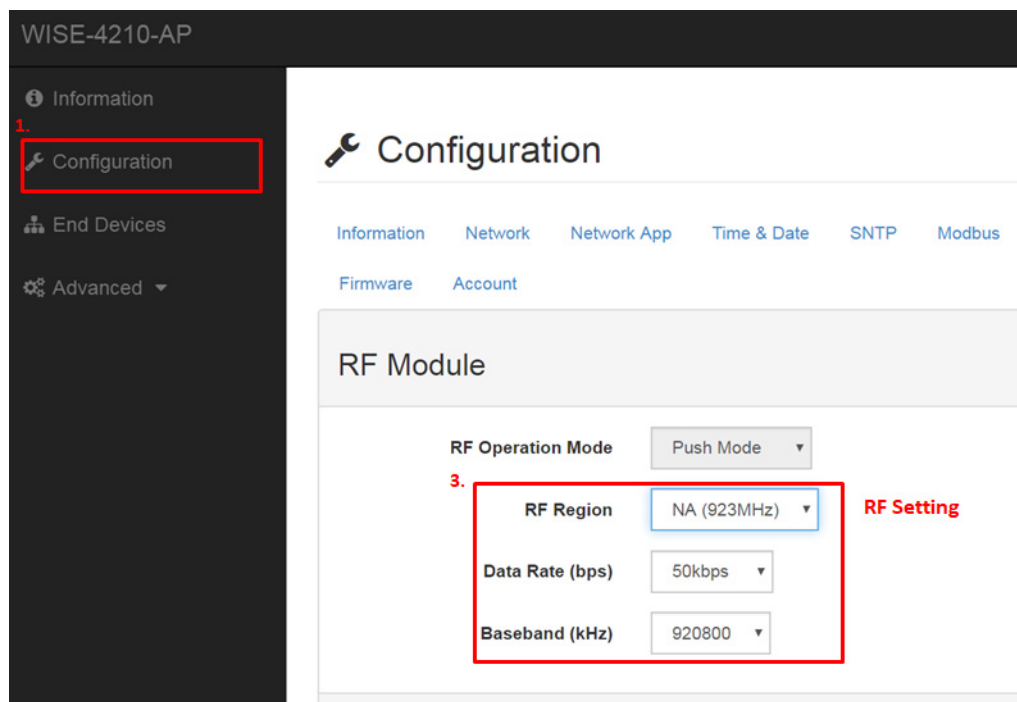 WISE-4210-AP
Information
1.
Configuration
End Devices
Advanced
Configuration
Information Network Network App Time & Date SNTP Modbus
Firmware Account
RF Module
RF Operation Mode Push Mode
3.
RF Region NA (923MHz) RF Setting
Data Rate (bps) 50kbps
Baseband (kHz) 920800